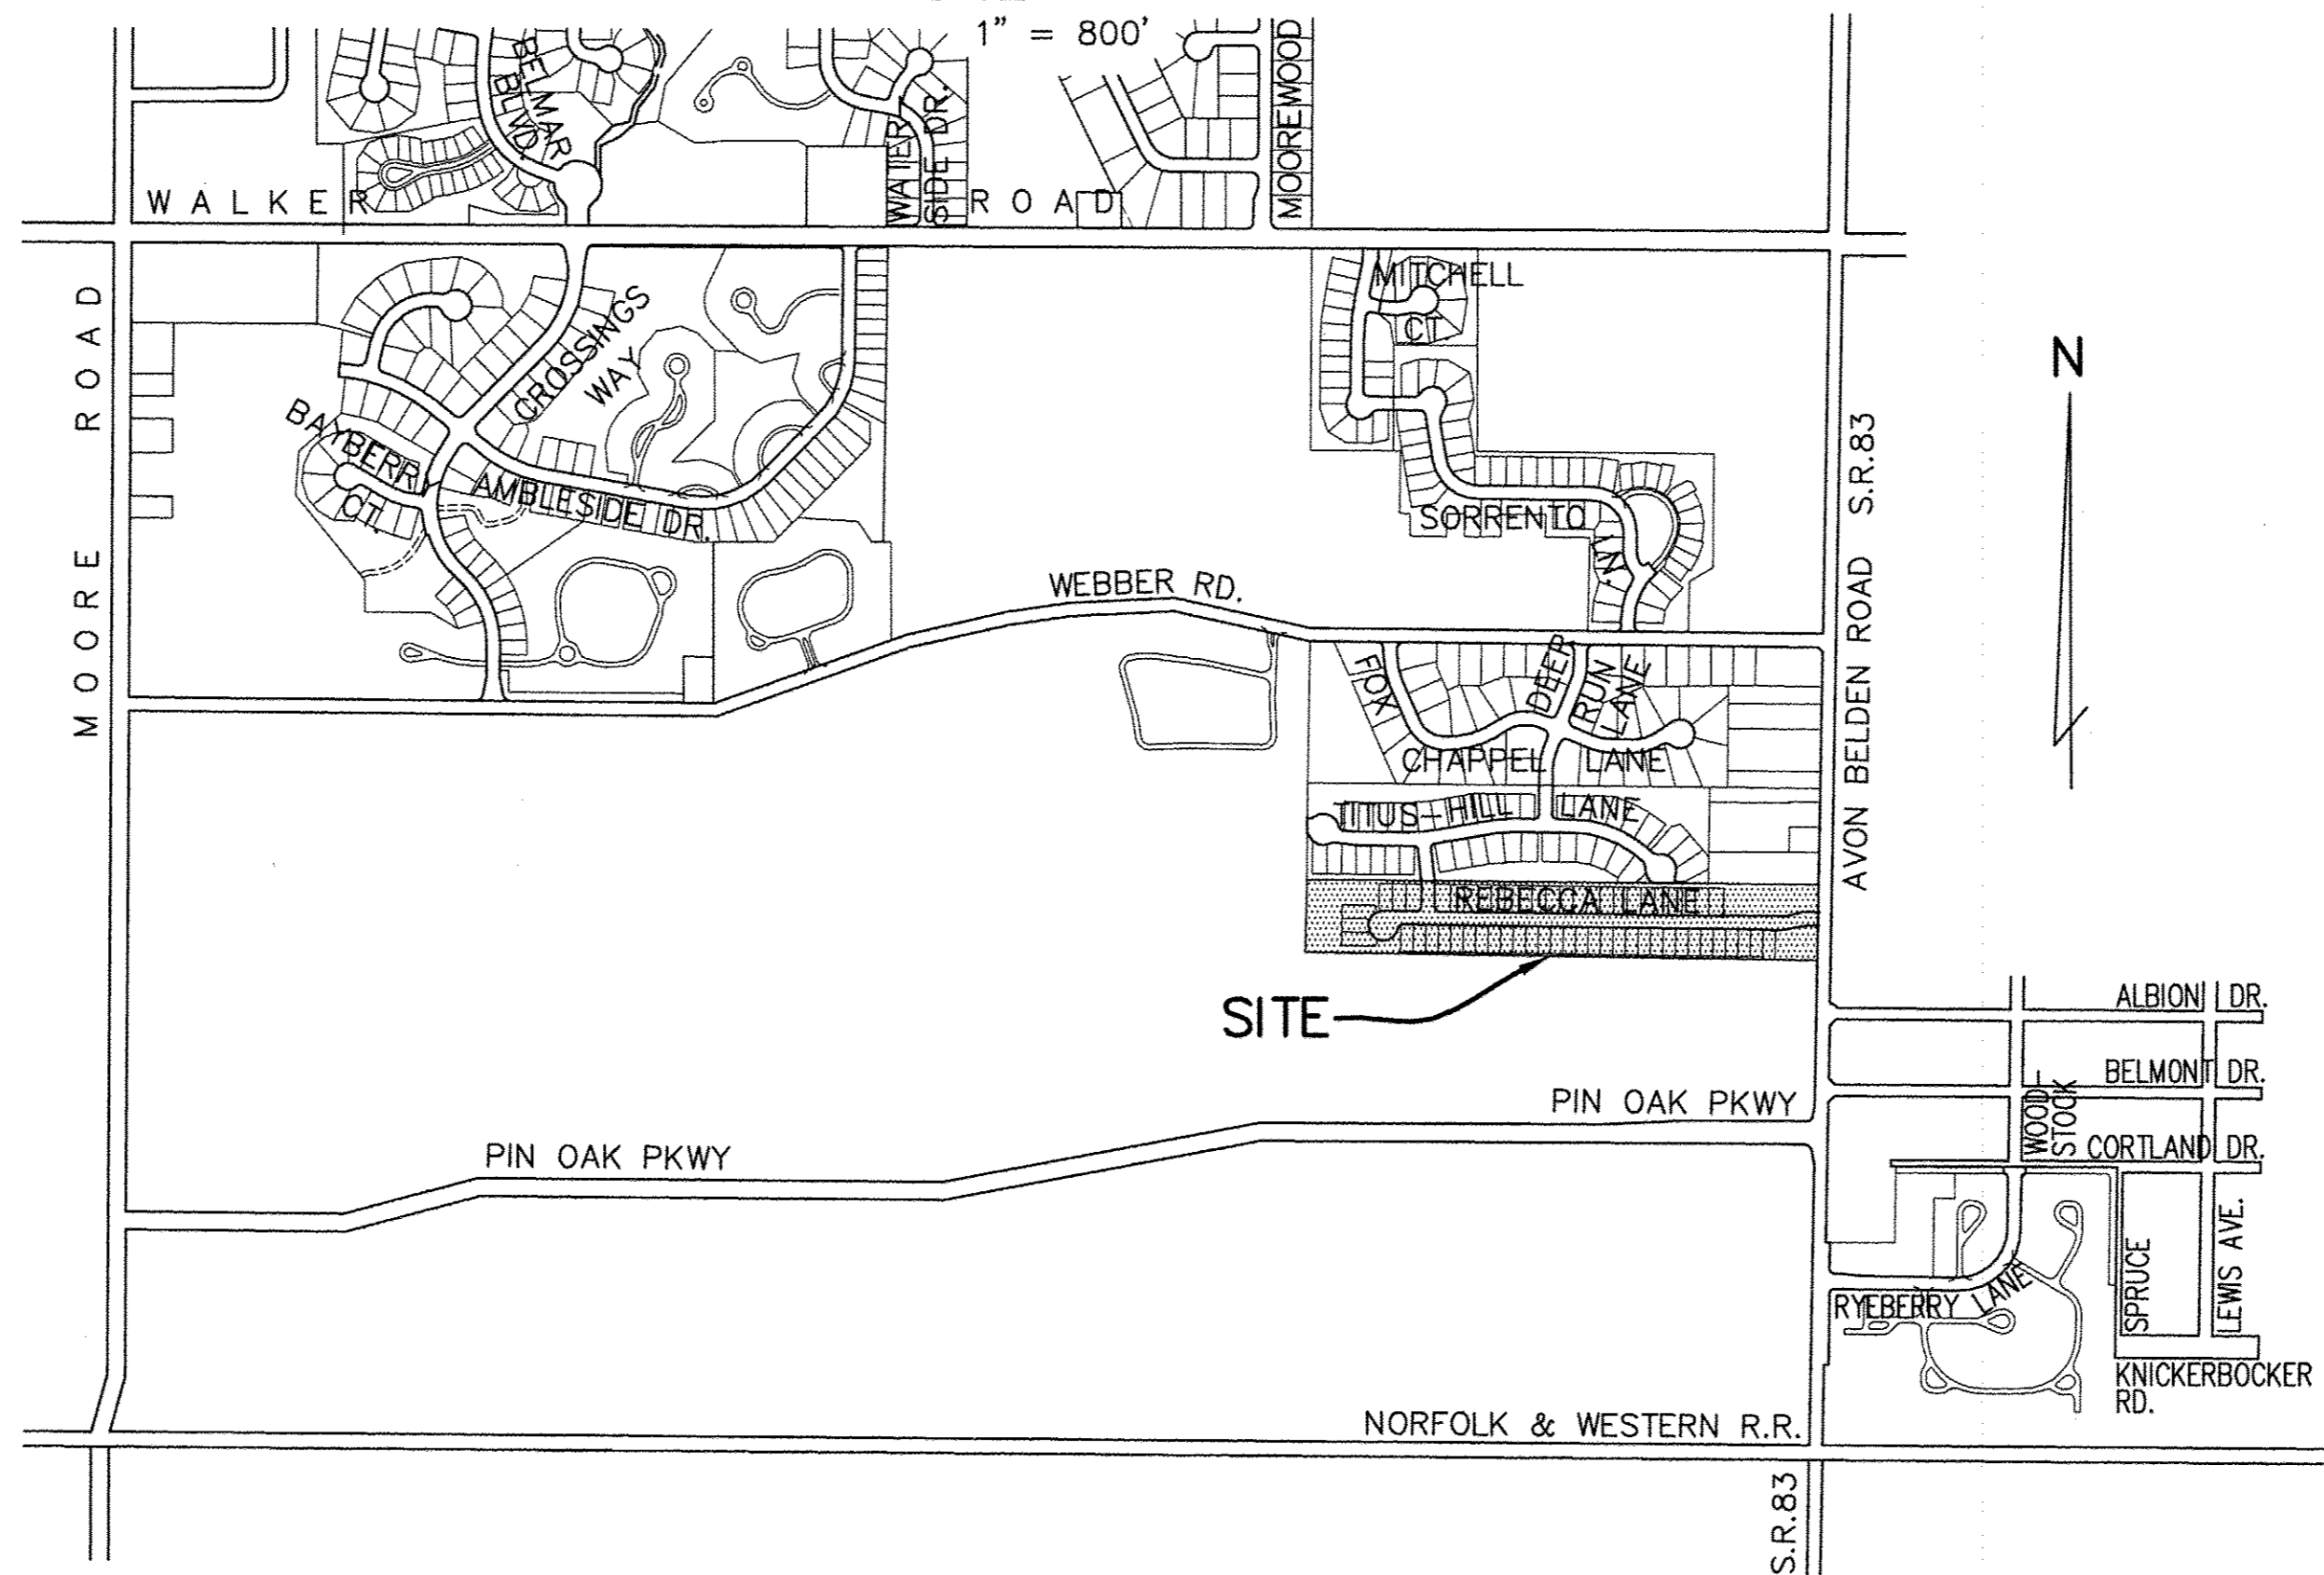 1" = 800'
BELMAR
BLVD.
WATER
SIDE DR.
MOOREWOOD
WALKER ROAD
MOORE ROAD
MITCHELL
CT
CROSSINGS
WAY
BAYBERRY
CT.
AMBLESIDE DR.
SORRENTO
W.
WEBBER RD.
AVON BELDEN ROAD S.R.83
N
FOX
DEEP
RUN
LANE
CHAPPEL LANE
TITUS-HILL LANE
REBECCA LANE
SITE
ALBION DR.
BELMONT DR.
WOOD-
STOCK
CORTLAND DR.
PIN OAK PKWY
PIN OAK PKWY
RYEBERRY LANE
SPRUCE
LEWIS AVE.
KNICKERBOCKER
RD.
NORFOLK & WESTERN R.R.
S.R.83